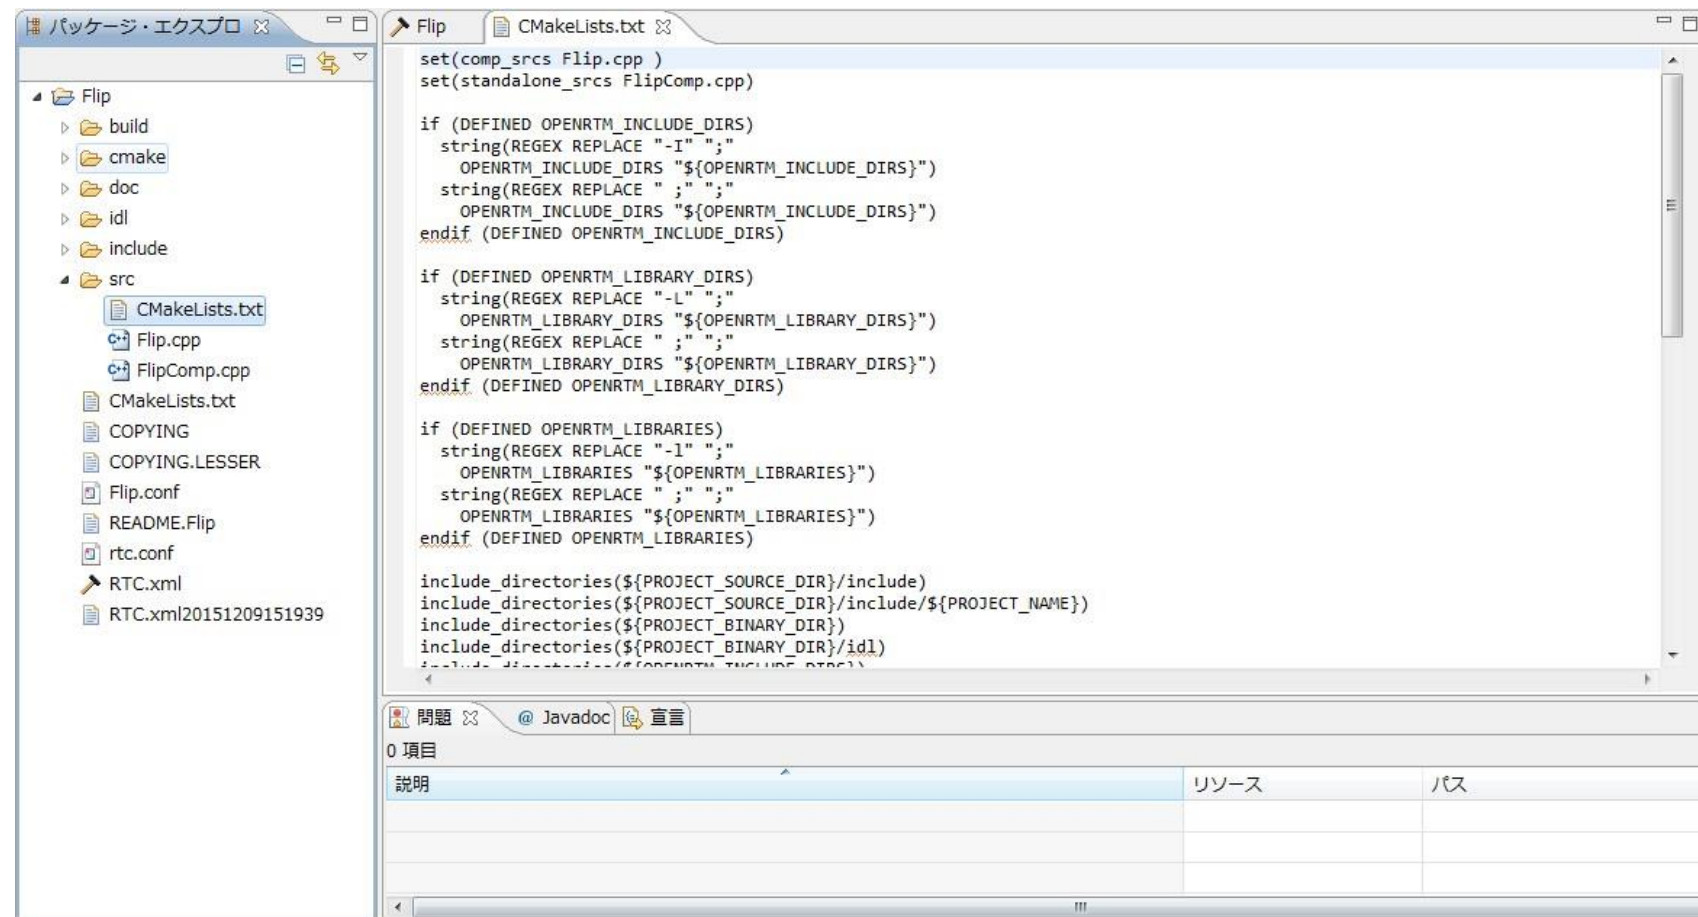 パッケージ・エクスプロ
Flip
build
cmake
doc
idl
include
src
CMakeLists.txt
Flip.cpp
FlipComp.cpp
CMakeLists.txt
COPYING
COPYING.LESSER
Flip.conf
README.Flip
rtc.conf
RTC.xml
RTC.xml20151209151939
Flip CMakeLists.txt
set(comp_srcs Flip.cpp )
set(standalone_srcs FlipComp.cpp)
if (DEFINED OPENRTM_INCLUDE_DIRS)
string(REGEX REPLACE "-I" ";"
OPENRTM_INCLUDE_DIRS "${OPENRTM_INCLUDE_DIRS}")
string(REGEX REPLACE " ;" ";"
OPENRTM_INCLUDE_DIRS "${OPENRTM_INCLUDE_DIRS}")
endif (DEFINED OPENRTM_INCLUDE_DIRS)
if (DEFINED OPENRTM_LIBRARY_DIRS)
string(REGEX REPLACE "-L" ";"
OPENRTM_LIBRARY_DIRS "${OPENRTM_LIBRARY_DIRS}")
string(REGEX REPLACE " ;" ";"
OPENRTM_LIBRARY_DIRS "${OPENRTM_LIBRARY_DIRS}")
endif (DEFINED OPENRTM_LIBRARY_DIRS)
if (DEFINED OPENRTM_LIBRARIES)
string(REGEX REPLACE "-l" ";"
OPENRTM_LIBRARIES "${OPENRTM_LIBRARIES}")
string(REGEX REPLACE " ;" ";"
OPENRTM_LIBRARIES "${OPENRTM_LIBRARIES}")
endif (DEFINED OPENRTM_LIBRARIES)
include_directories(${PROJECT_SOURCE_DIR}/include)
include_directories(${PROJECT_SOURCE_DIR}/include/${PROJECT_NAME})
include_directories(${PROJECT_BINARY_DIR})
include_directories(${PROJECT_BINARY_DIR}/idl)
include_directories(${OPENRTM_INCLUDE_DIRS})
問題 @ Javadoc 宣言
0 項目
説明 リソース パス